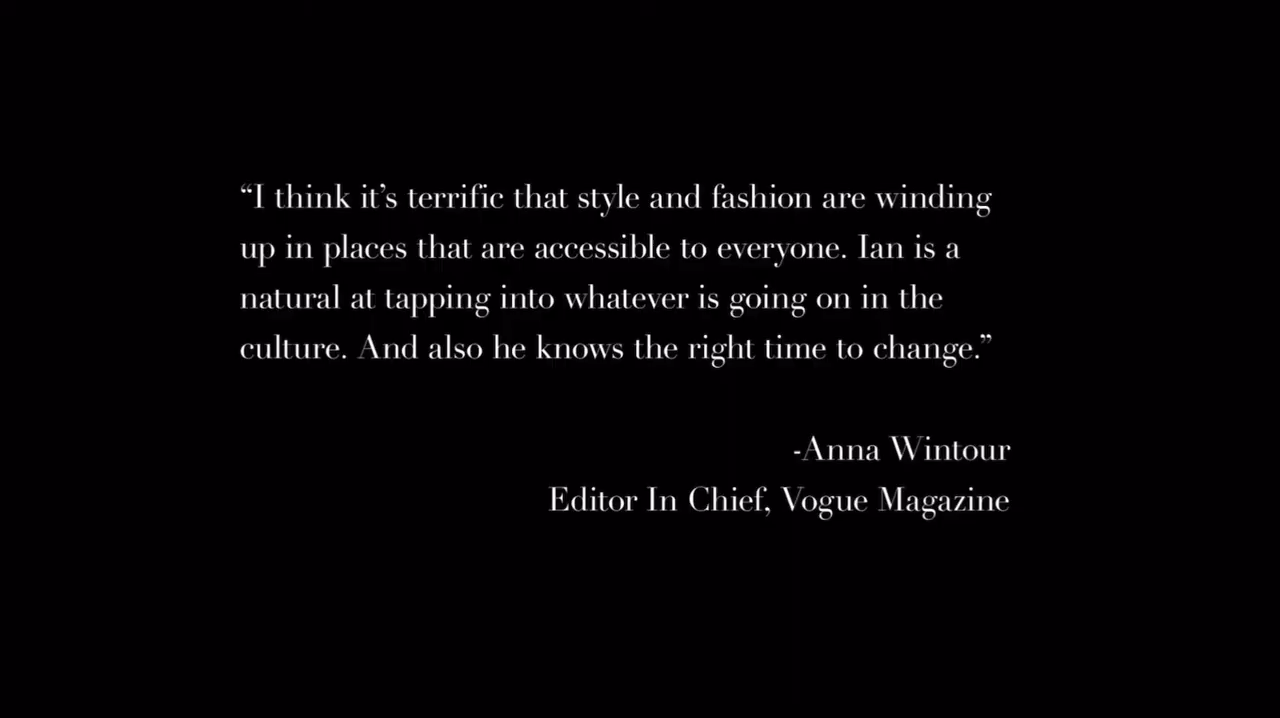 “I think it’s terrific that style and fashion are winding
up in places that are accessible to everyone. Ian is a
natural at tapping into whatever is going on in the
culture. And also he knows the right time to change.”
-Anna Wintour
Editor In Chief, Vogue Magazine